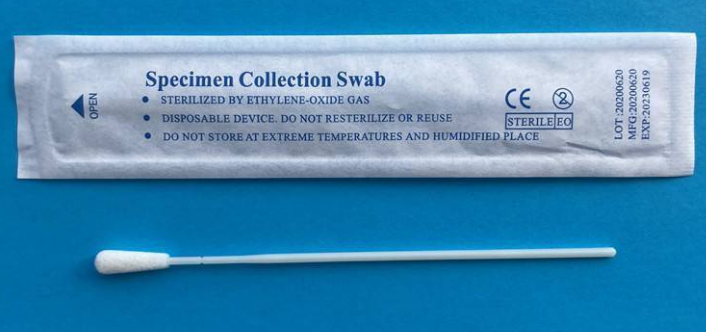 OPEN
Specimen Collection Swab
• STERILIZED BY ETHYLENE-OXIDE GAS
• DISPOSABLE DEVICE. DO NOT RESTERILIZE OR REUSE
• DO NOT STORE AT EXTREME TEMPERATURES AND HUMIDIFIED PLACE
CE 2
STERILE EO
LOT:20200620
MFG:20200620
EXP:20230619